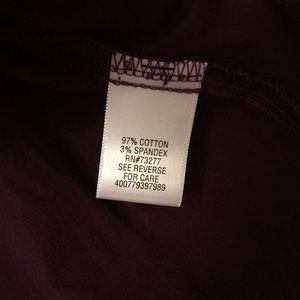 97% COTTON
3% SPANDEX
RN#73277
SEE REVERSE
FOR CARE
400779397989